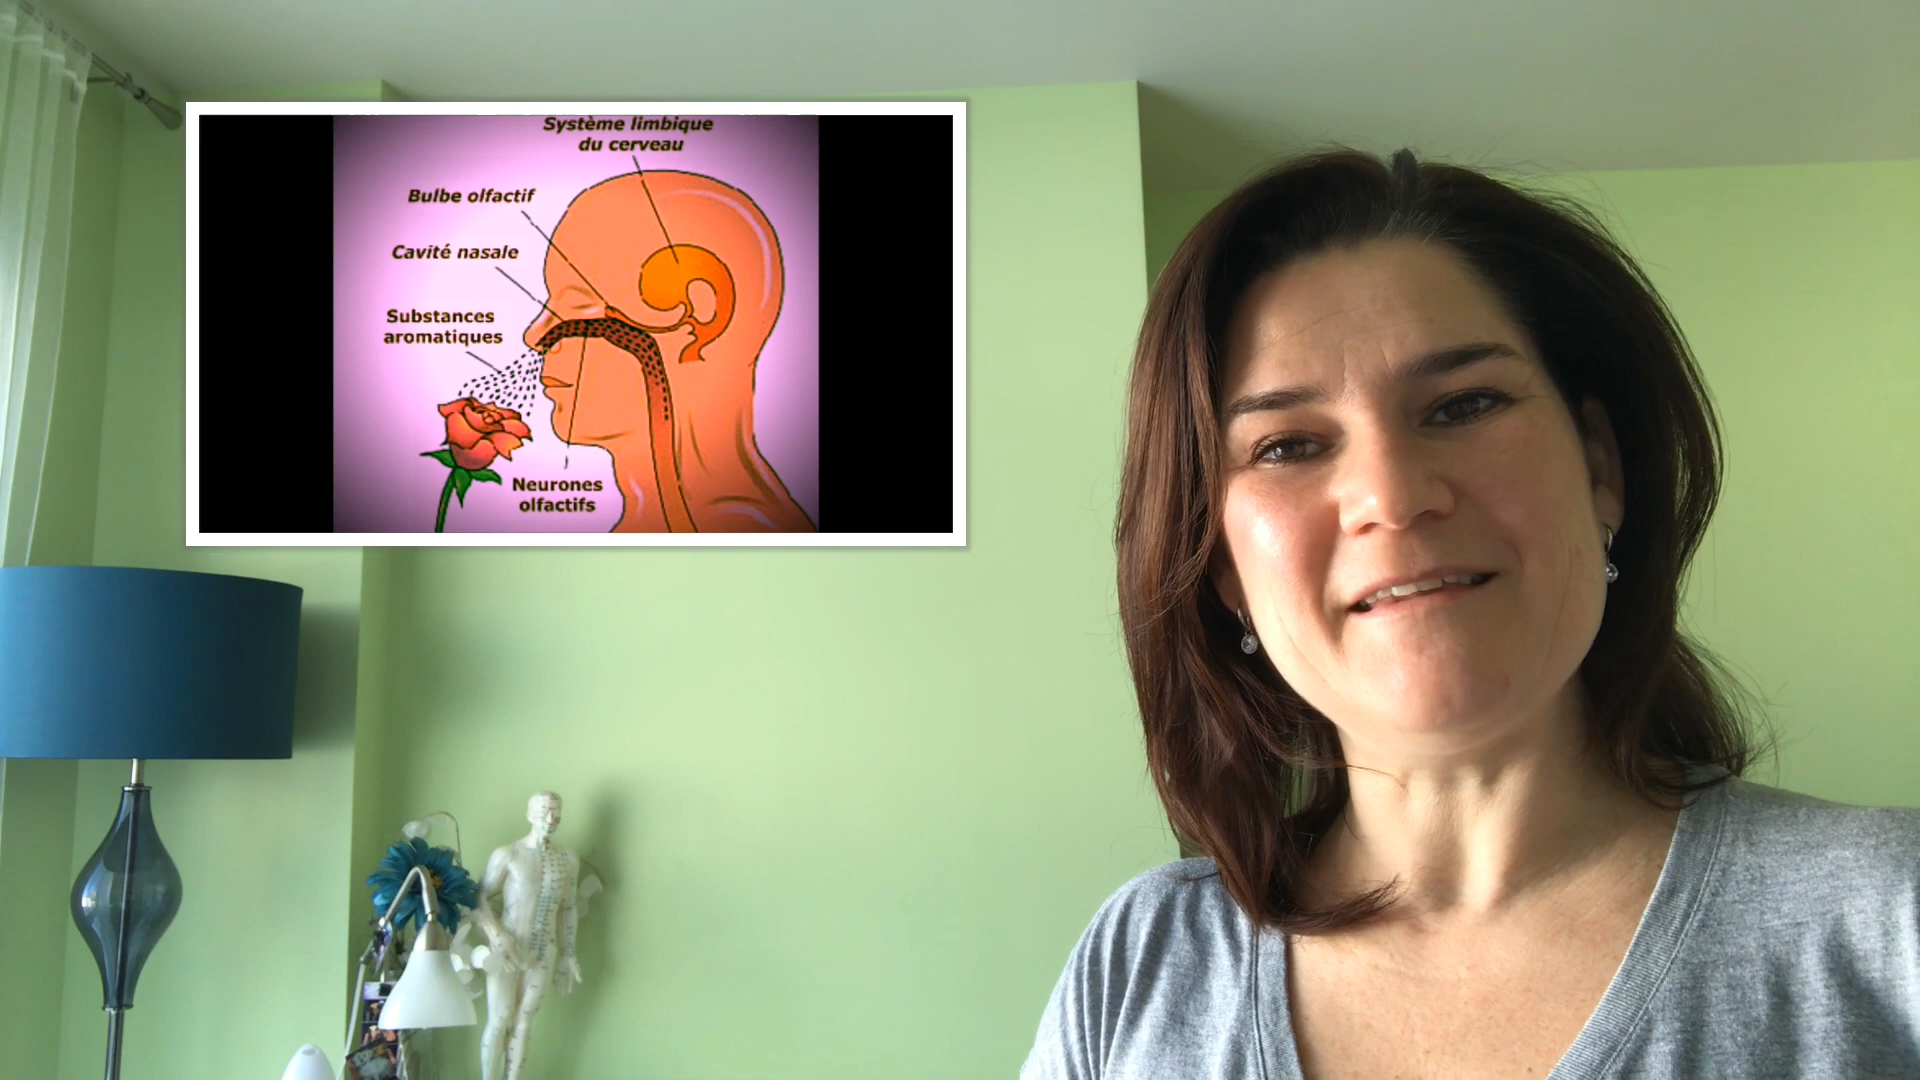 Système limbique
du cerveau
Bulbe olfactif
Cavité nasale
Substances
aromatiques
Neurones
olfactifs